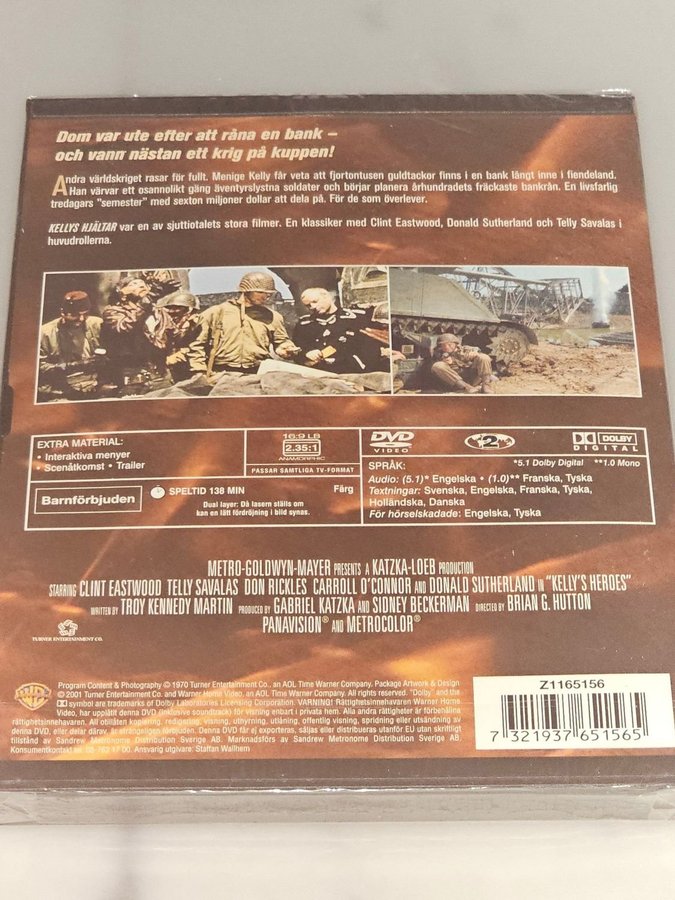 Dom var ute efter att råna en bank –
och vann nästan ett krig på kuppen!
Andra världskriget rasar för fullt. Menige Kelly får veta att fjortontusen guldtackor finns i en bank långt inne i fiendeland.
Han värvar ett osannolikt gäng äventyrslystna soldater och börjar planera århundradets fräckaste bankrån. En livsfarlig
tredagars "semester" med sexton miljoner dollar att dela på. För de som överlever.
KELLYS HJÄLTAR var en av sjuttiotalets stora filmer. En klassiker med Clint Eastwood, Donald Sutherland och Telly Savalas i
huvudrollerna.
EXTRA MATERIAL:
• Interaktiva menyer
• Scenåtkomst • Trailer
16:9 LB
2.35:1
ANAMORPHIC
PASSAR SAMTLIGA TV-FORMAT
DVD
VIDEO
2
DOLBY
DIGITAL
SPRÅK: *5.1 Dolby Digital **1.0 Mono
Audio: (5.1)* Engelska • (1.0)** Franska, Tyska
Textningar: Svenska, Engelska, Franska, Tyska,
Holländska, Danska
För hörselskadade: Engelska, Tyska
Barnförbjuden
SPELTID 138 MIN Färg
Dual layer: Då lasern ställs om
kan en lätt fördröjning i bild synas.
METRO-GOLDWYN-MAYER PRESENTS A KATZKA-LOEB PRODUCTION
STARRING CLINT EASTWOOD TELLY SAVALAS DON RICKLES CARROLL O'CONNOR AND DONALD SUTHERLAND IN "KELLY'S HEROES"
WRITTEN BY TROY KENNEDY MARTIN PRODUCED BY GABRIEL KATZKA AND SIDNEY BECKERMAN DIRECTED BY BRIAN G. HUTTON
PANAVISION® AND METROCOLOR®
TURNER ENTERTAINMENT CO.
Program Content & Photography © 1970 Turner Entertainment Co., an AOL Time Warner Company. Package Artwork & Design
© 2001 Turner Entertainment Co. and Warner Home Video, an AOL Time Warner Company. All rights reserved. "Dolby" and the
symbol are trademarks of Dolby Laboratories Licensing Corporation. VARNING! Rättighetsinnehavaren Warner Home
Video, har upplåtit denna DVD (inklusive soundtrack) för visning enbart i privat hem. Alla andra rättigheter är förbehållna
rättighetsinnehavaren. All otillåten kopiering, redigering, visning, uthyrning, utlåning, offentlig visning, spridning eller utsändning av
denna DVD, eller delar därav, är strängeligen förbjuden. Denna DVD får ej exporteras, säljas eller distribueras utanför EU utan skriftligt
tillstånd av Sandrew Metronome Distribution Sverige AB. Marknadsförs av Sandrew Metronome Distribution Sverige AB.
Konsumentkontakt tel. 08-762 17 00. Ansvarig utgivare: Staffan Wallhem
Z1165156
7 321937 651565